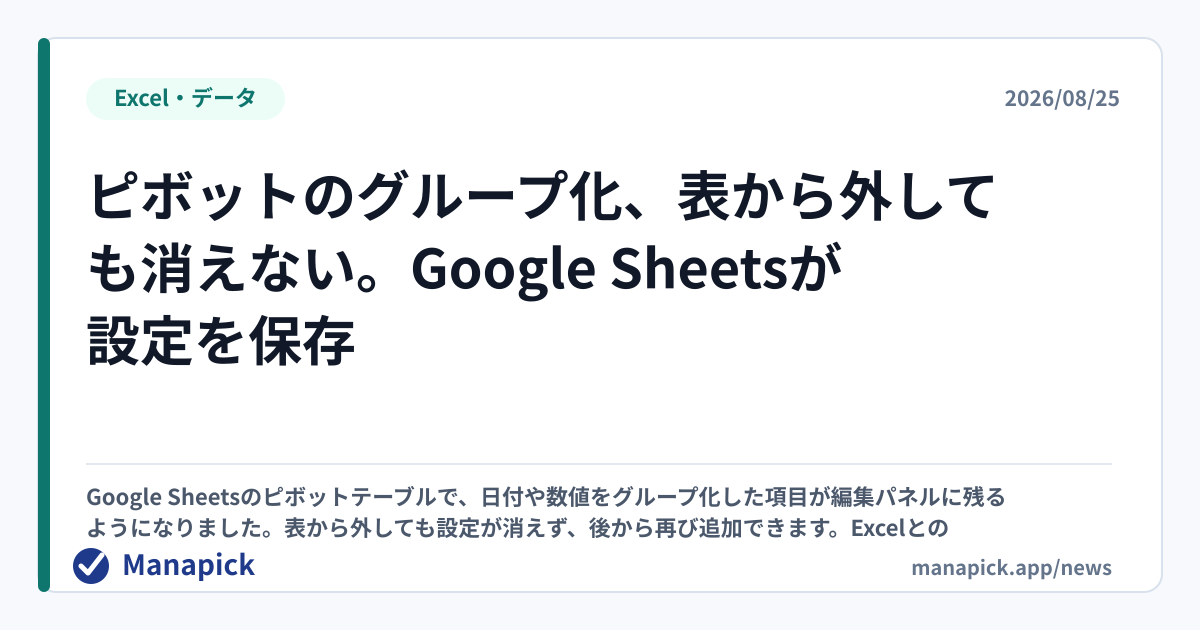 Excel・データ
2026/08/25
ピボットのグループ化、表から外して
も消えない。Google Sheetsが
設定を保存
Google Sheetsのピボットテーブルで、日付や数値をグループ化した項目が編集パネルに残る
ようになりました。表から外しても設定が消えず、後から再び追加できます。Excelとの
Manapick
manapick.app/news